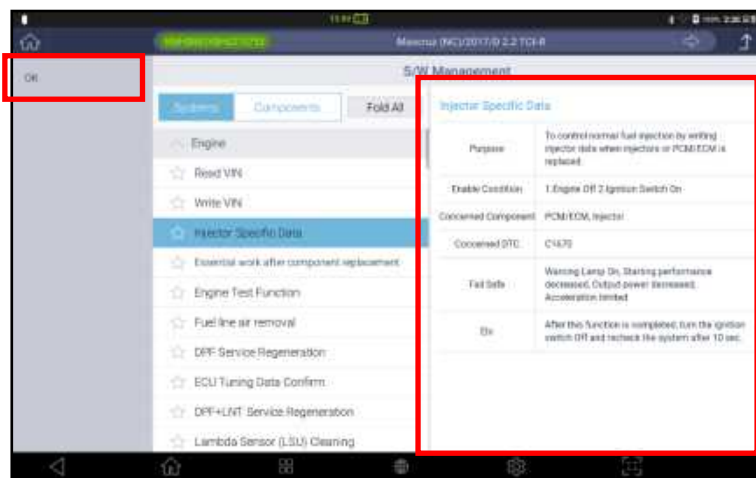 Maxcruz (NC)/2017/D 2.2 TCI-R
OK
S/W Management
Systems
Components
Fold All
Engine
Read VIN
Write VIN
Injector Specific Data
Essential work after component replacement
Engine Test Function
Fuel line air removal
DPF Service Regeneration
ECU Tuning Data Confirm
DPF+LNT Service Regeneration
Lambda Sensor (LSU) Cleaning
Injector Specific Data
Purpose
To control normal fuel injection by writing
injector data when injectors or PCM/ECM is
replaced.
Enable Condition
1.Engine Off 2.Ignition Switch On
Concerned Component
PCM/ECM, Injector
Concerned DTC
C1670
Fail Safe
Warning Lamp On, Starting performance
decreased, Output power decreased,
Acceleration limited
Etc
After this function is completed, turn the ignition
switch Off and recheck the system after 10 sec.